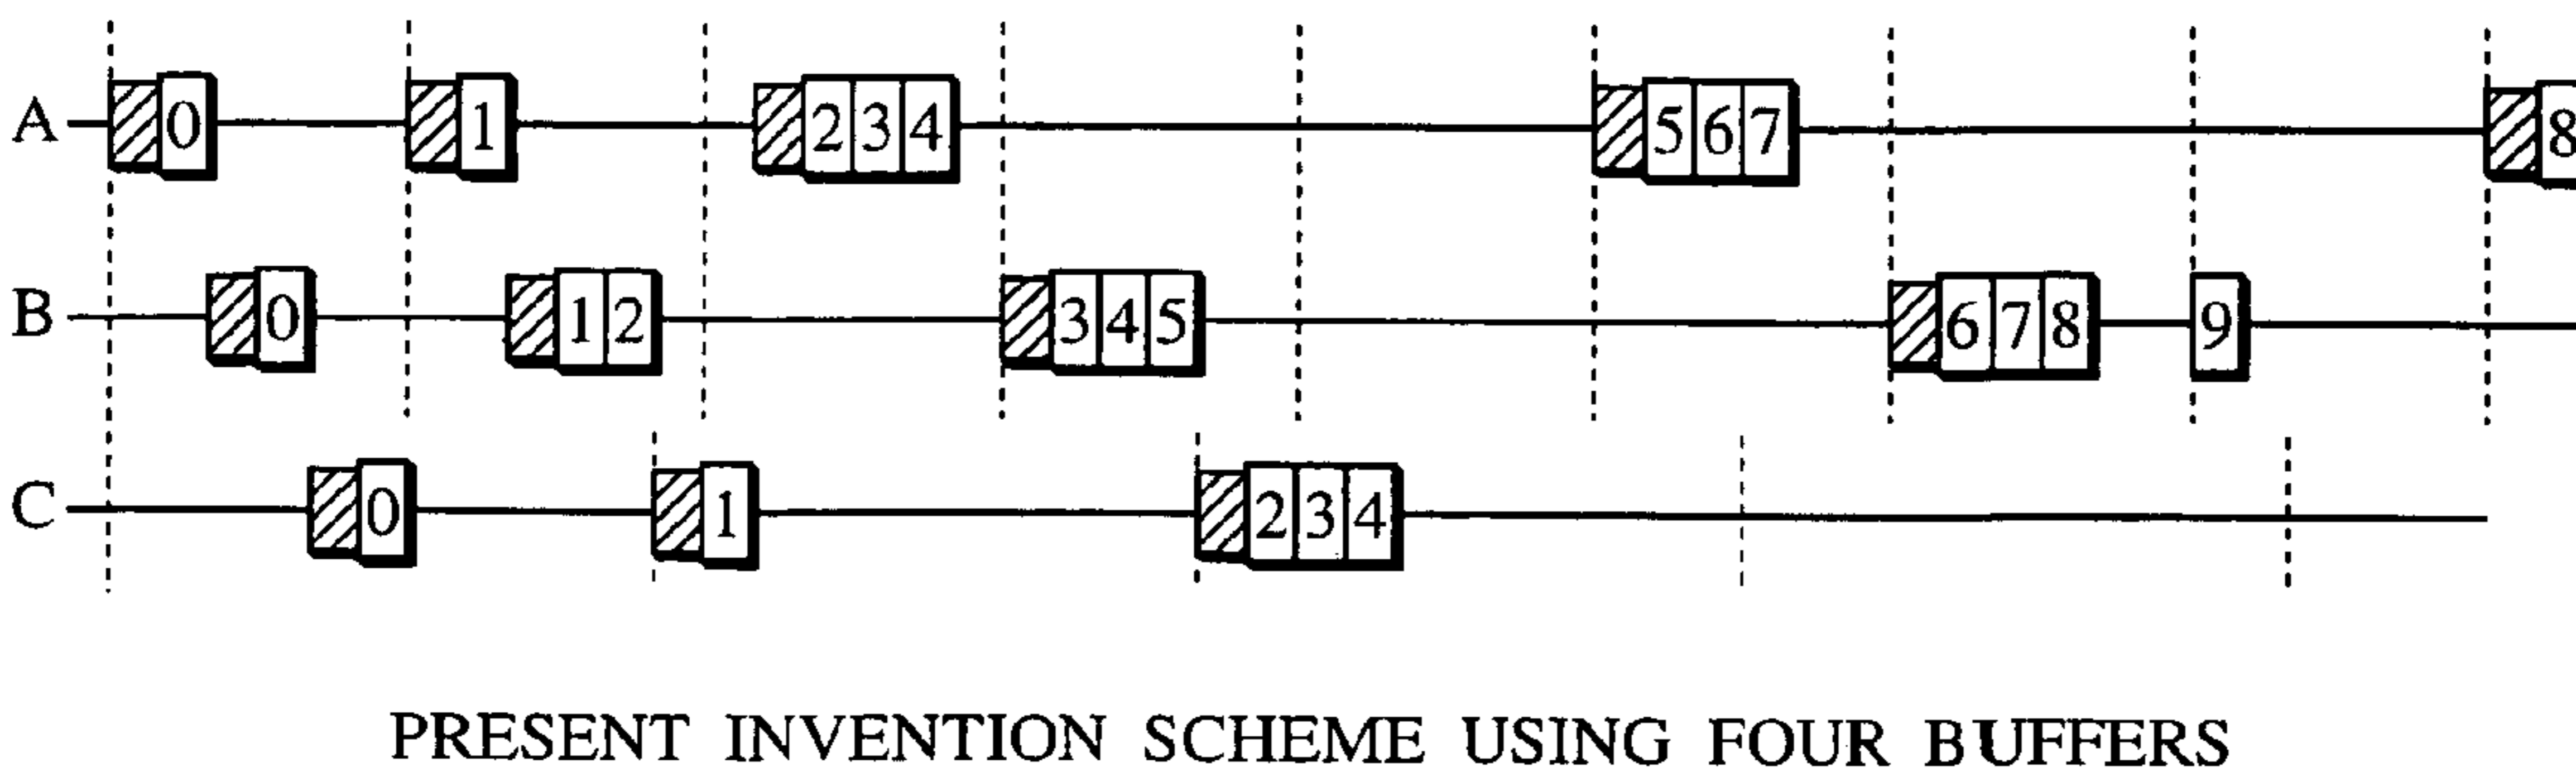 A 0 1 2 3 4 5 6 7 8
B 0 1 2 3 4 5 6 7 8 9
C 0 1 2 3 4
PRESENT INVENTION SCHEME USING FOUR BUFFERS